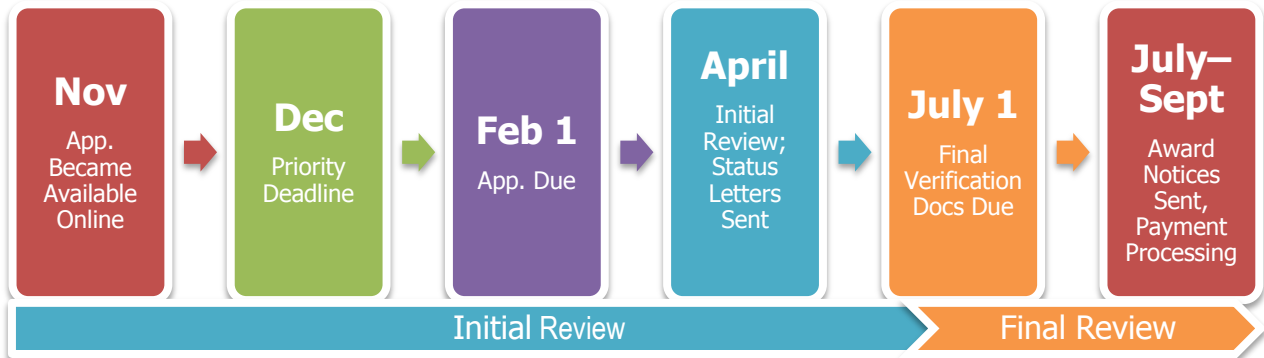 Nov
App.
Became
Available
Online
Dec
Priority
Deadline
Feb 1
App. Due
April
Initial
Review;
Status
Letters
Sent
July 1
Final
Verification
Docs Due
July–
Sept
Award
Notices
Sent,
Payment
Processing
Initial Review
Final Review